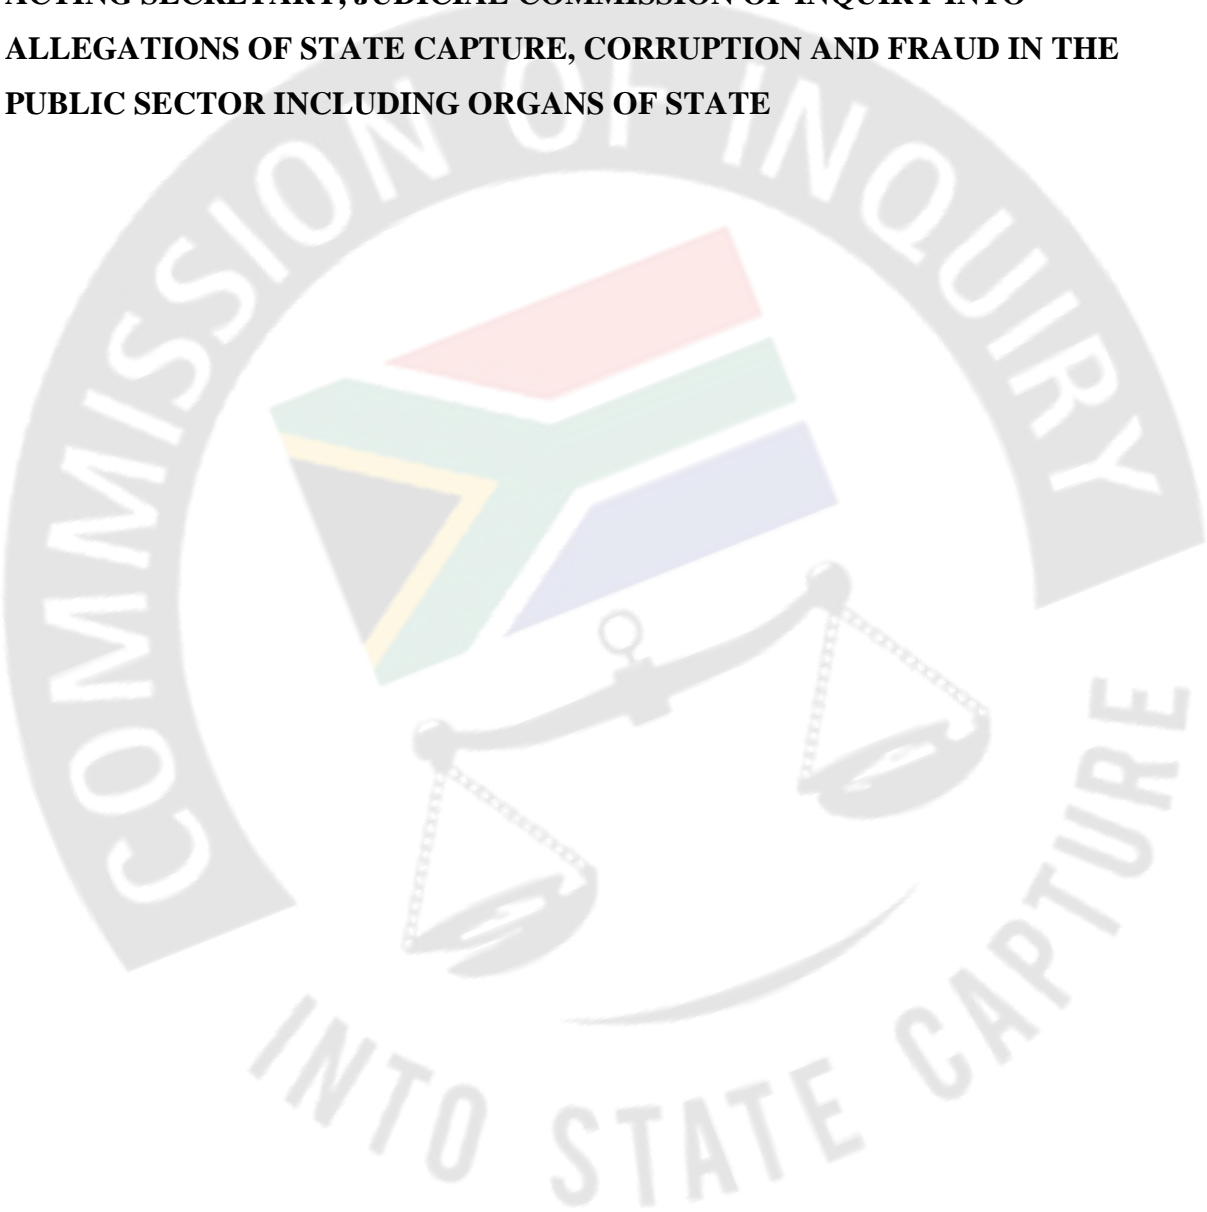 ACTING SECRETARY, JUDICIAL COMMISSION OF INQUIRY INTO
ALLEGATIONS OF STATE CAPTURE, CORRUPTION AND FRAUD IN THE
PUBLIC SECTOR INCLUDING ORGANS OF STATE
COMMISSION OF INQUIRY
INTO STATE CAPTURE